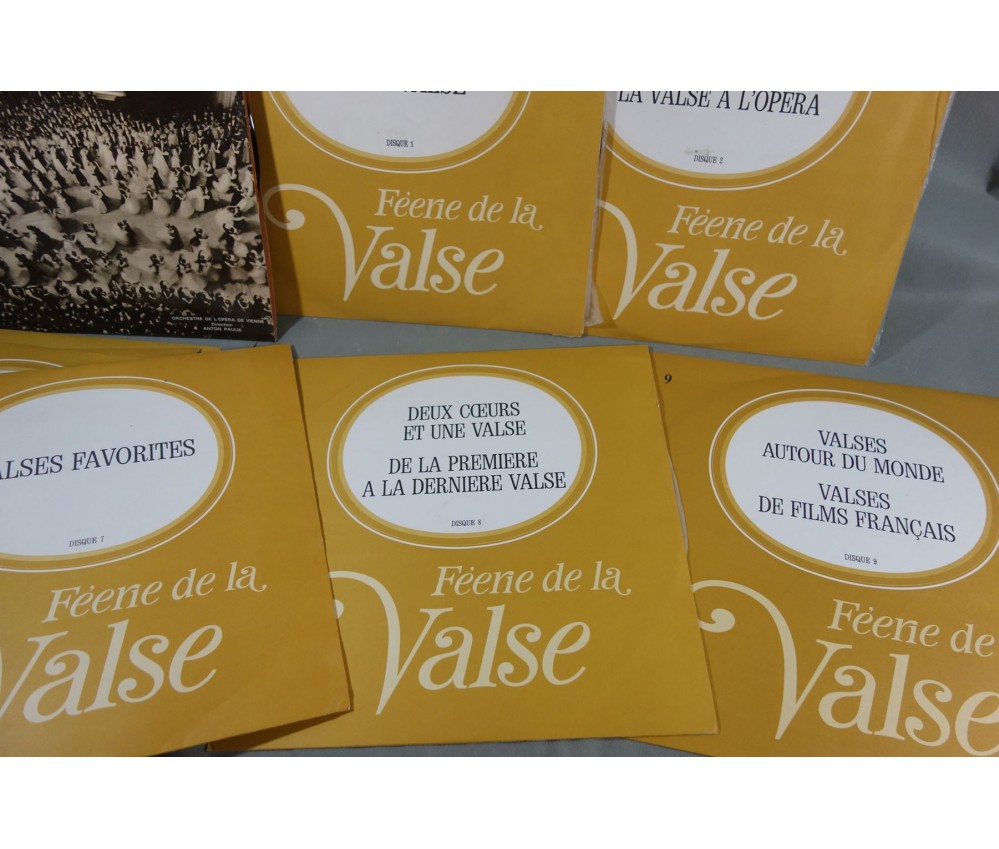 ORCHESTRE DE L'OPERA DE VIENNE
Direction
ANTON PAULIK
VALSE
DISQUE 1
Féerie de la
Valse
LA VALSE A L'OPERA
DISQUE 2
Féerie de la
Valse
VALSES FAVORITES
DISQUE 7
Féerie de la
Valse
DEUX CŒURS
ET UNE VALSE
DE LA PREMIERE
A LA DERNIERE VALSE
DISQUE 8
Féerie de la
Valse
9
VALSES
AUTOUR DU MONDE
VALSES
DE FILMS FRANÇAIS
DISQUE 9
Féerie de
Valse